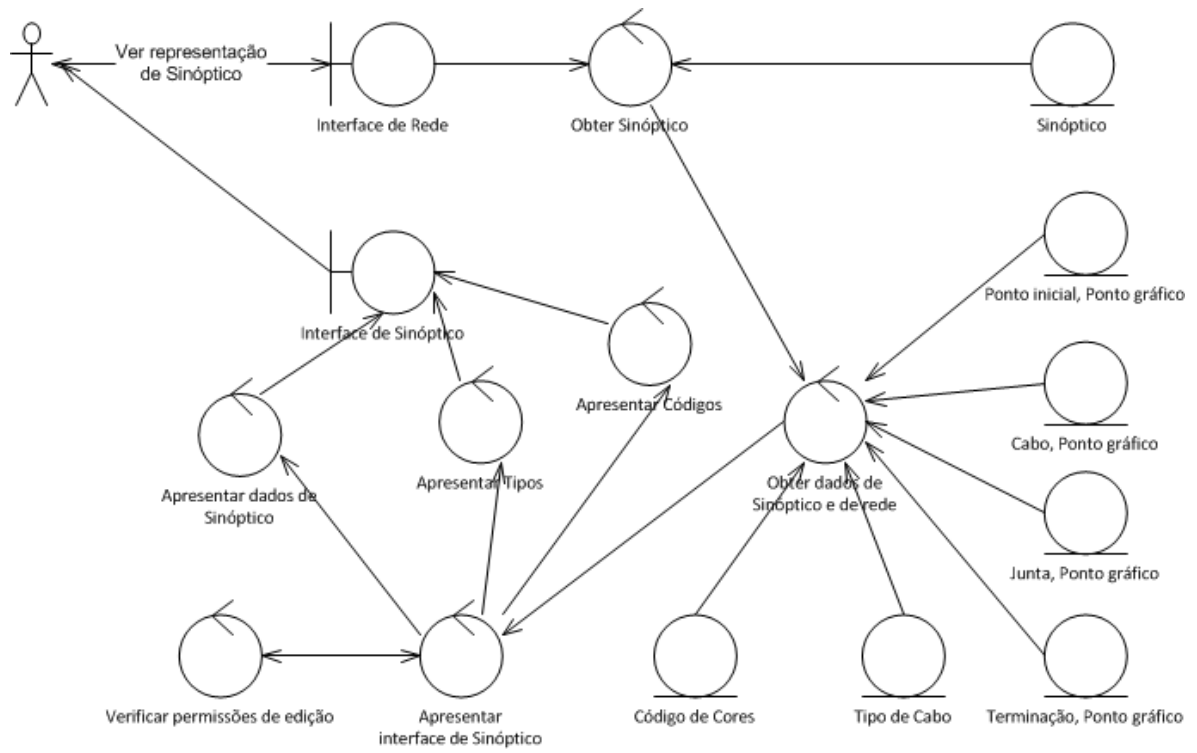 Ver representação
de Sinóptico
Interface de Rede
Obter Sinóptico
Sinóptico
Ponto inicial, Ponto gráfico
Interface de Sinóptico
Apresentar Códigos
Cabo, Ponto gráfico
Apresentar dados de
Sinóptico
Apresentar Tipos
Obter dados de
Sinóptico e de rede
Junta, Ponto gráfico
Verificar permissões de edição
Apresentar
interface de Sinóptico
Código de Cores
Tipo de Cabo
Terminação, Ponto gráfico